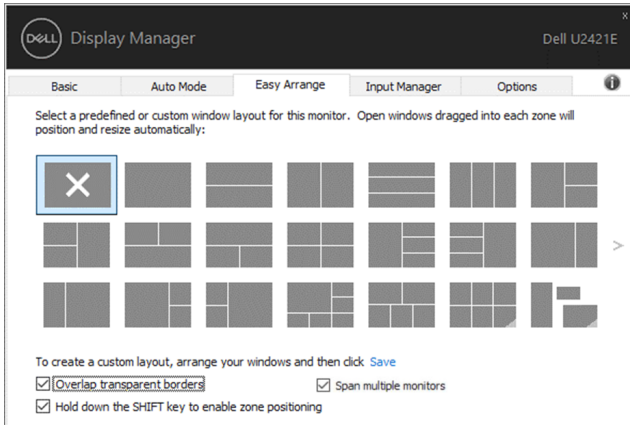 x
DELL Display Manager
Dell U2421E
Basic Auto Mode Easy Arrange Input Manager Options i
Select a predefined or custom window layout for this monitor. Open windows dragged into each zone will
position and resize automatically:
>
To create a custom layout, arrange your windows and then click Save
Overlap transparent borders Span multiple monitors
Hold down the SHIFT key to enable zone positioning